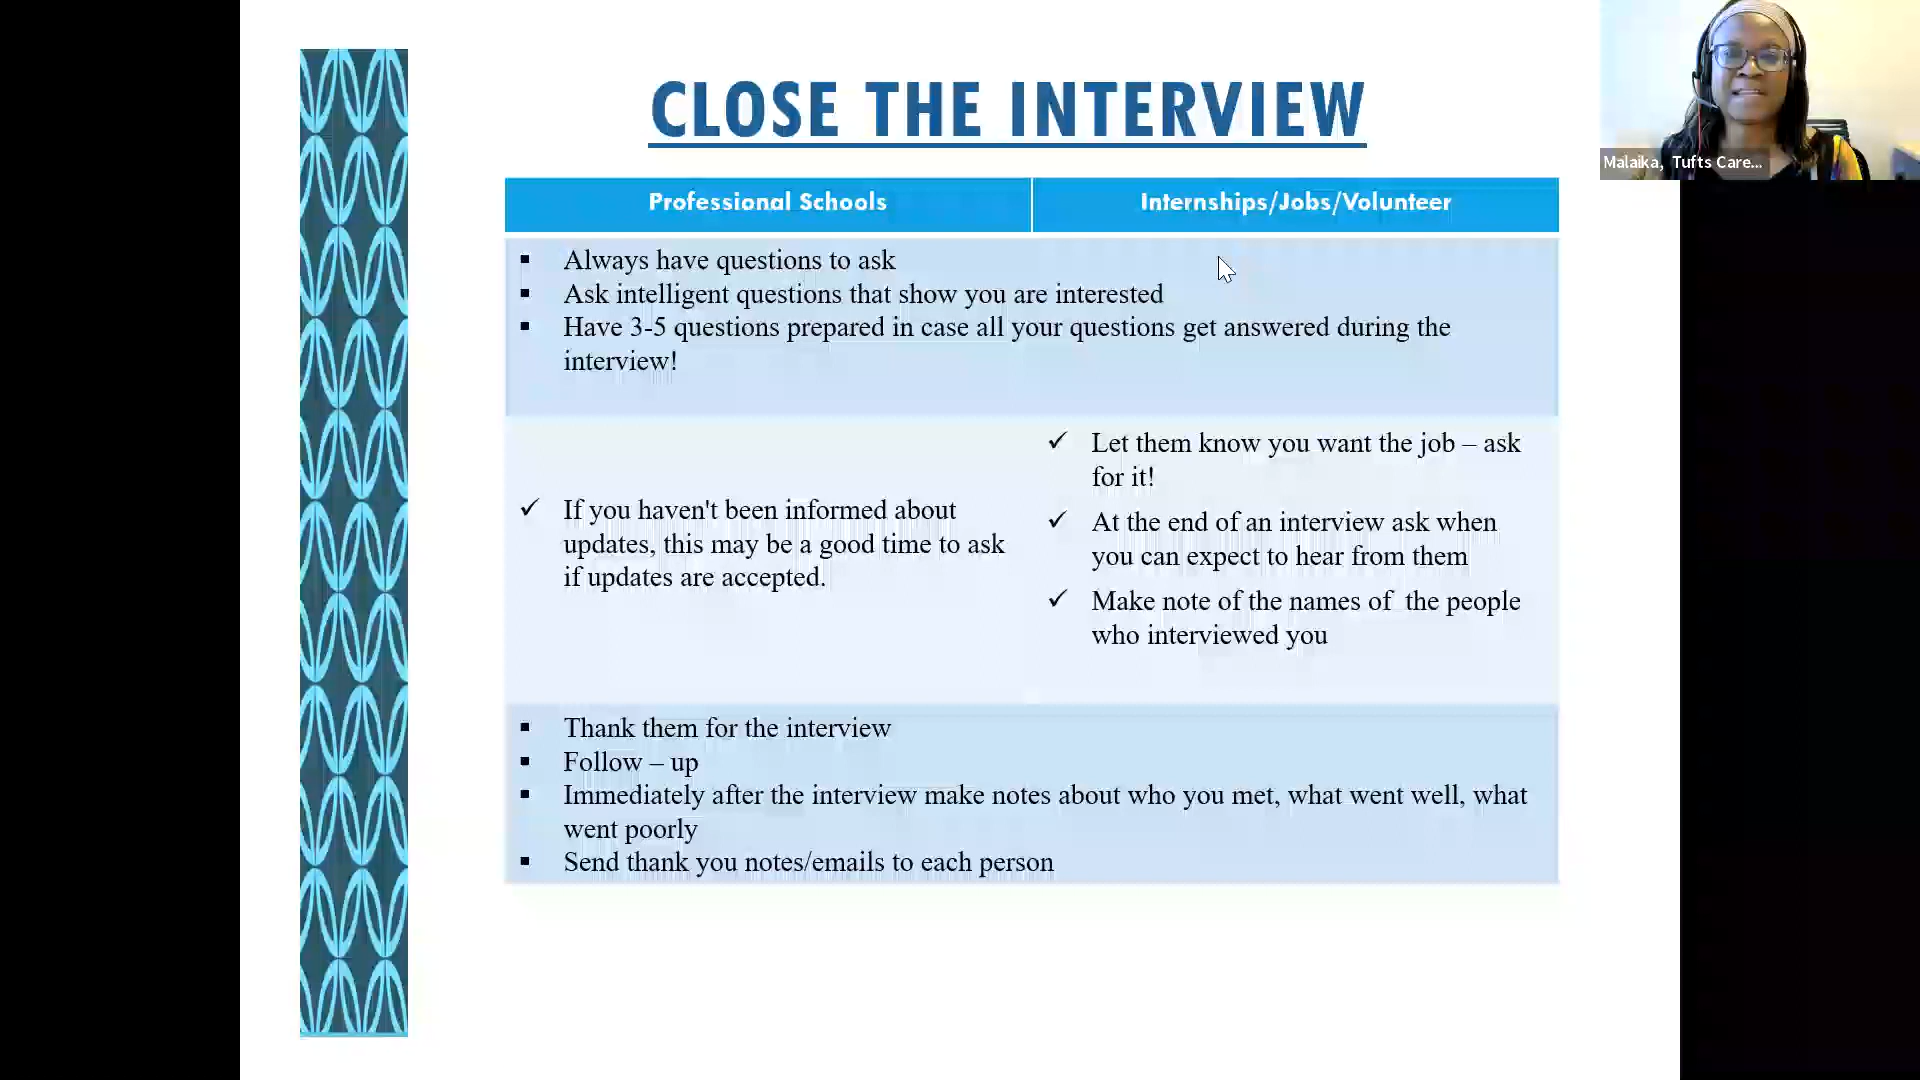 CLOSE THE INTERVIEW
Malaika, Tufts Care...
Professional Schools
Internships/Jobs/Volunteer
▪ Always have questions to ask
▪ Ask intelligent questions that show you are interested
▪ Have 3-5 questions prepared in case all your questions get answered during the
interview!
✓ If you haven't been informed about
updates, this may be a good time to ask
if updates are accepted.
✓ Let them know you want the job – ask
for it!
✓ At the end of an interview ask when
you can expect to hear from them
✓ Make note of the names of the people
who interviewed you
▪ Thank them for the interview
▪ Follow – up
▪ Immediately after the interview make notes about who you met, what went well, what
went poorly
▪ Send thank you notes/emails to each person